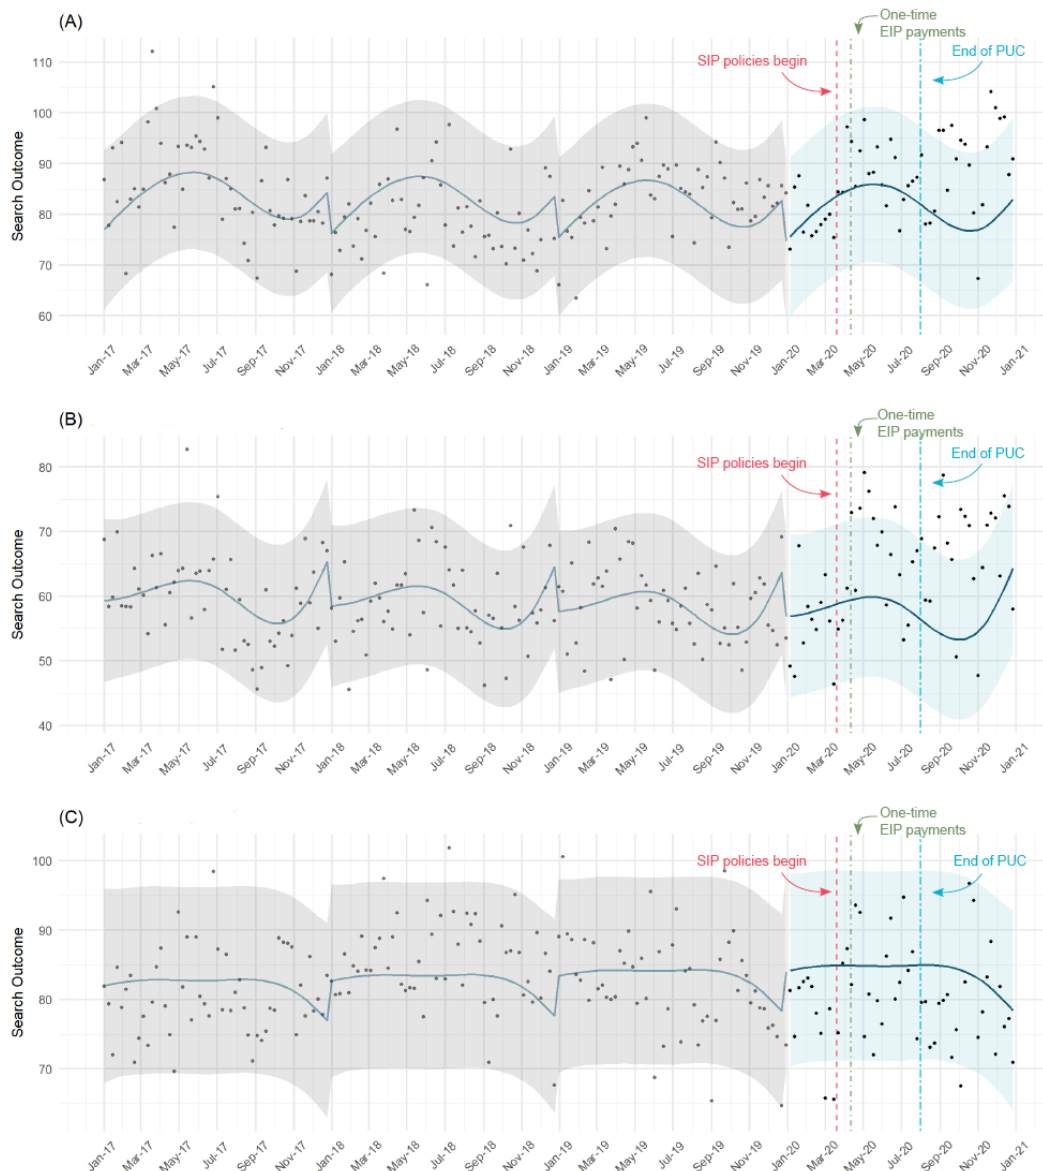 (A)
One-time
EIP payments
SIP policies begin
End of PUC
Search Outcome
110
100
90
80
70
60
Jan-17
Mar-17
May-17
Jul-17
Sep-17
Nov-17
Jan-18
Mar-18
May-18
Jul-18
Sep-18
Nov-18
Jan-19
Mar-19
May-19
Jul-19
Sep-19
Nov-19
Jan-20
Mar-20
May-20
Jul-20
Sep-20
Nov-20
Jan-21
(B)
One-time
EIP payments
SIP policies begin
End of PUC
Search Outcome
80
70
60
50
40
Jan-17
Mar-17
May-17
Jul-17
Sep-17
Nov-17
Jan-18
Mar-18
May-18
Jul-18
Sep-18
Nov-18
Jan-19
Mar-19
May-19
Jul-19
Sep-19
Nov-19
Jan-20
Mar-20
May-20
Jul-20
Sep-20
Nov-20
Jan-21
(C)
One-time
EIP payments
SIP policies begin
End of PUC
Search Outcome
100
90
80
70
Jan-17
Mar-17
May-17
Jul-17
Sep-17
Nov-17
Jan-18
Mar-18
May-18
Jul-18
Sep-18
Nov-18
Jan-19
Mar-19
May-19
Jul-19
Sep-19
Nov-19
Jan-20
Mar-20
May-20
Jul-20
Sep-20
Nov-20
Jan-21